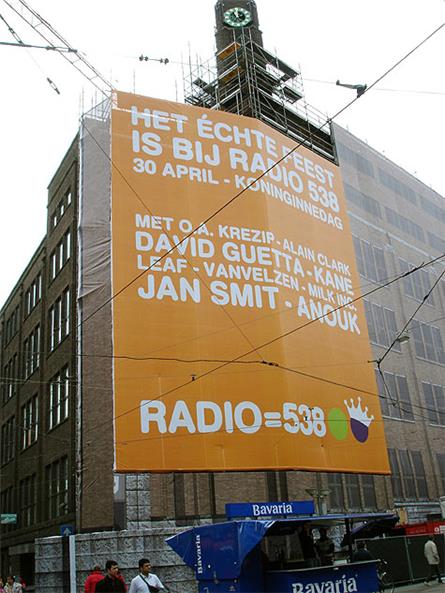 HET ÉCHTE FEEST
IS BIJ RADIO 538
30 APRIL - KONINGINNEDAG
MET O.A. KREZIP - ALAIN CLARK
DAVID GUETTA - KANE
LEAF - VANVELZEN - MILK INC.
JAN SMIT - ANOUK
RADIO=538
Bavaria
Bavaria
Bavaria